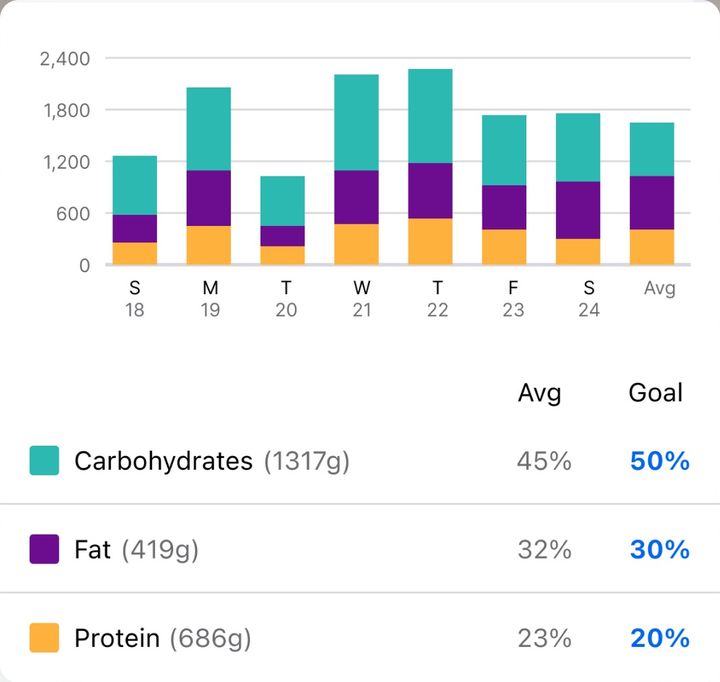 2,400
1,800
1,200
600
0
S M T W T F S Avg
18 19 20 21 22 23 24
Avg Goal
Carbohydrates (1317g) 45% 50%
Fat (419g) 32% 30%
Protein (686g) 23% 20%